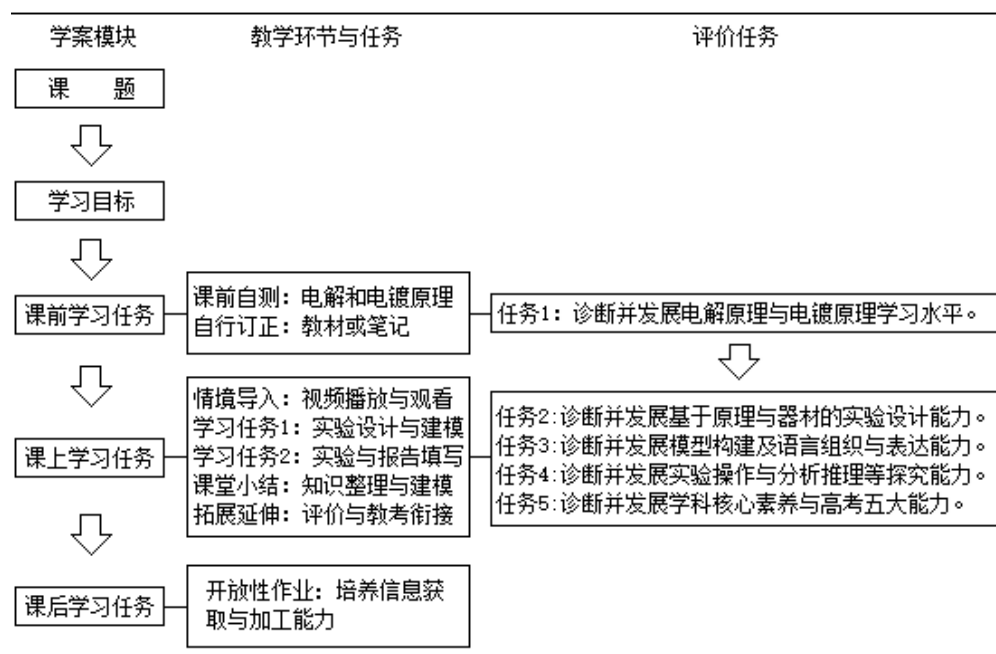 学案模块 教学环节与任务 评价任务
课 题
学习目标
课前学习任务
课前自测：电解和电镀原理
自行订正：教材或笔记
任务1：诊断并发展电解原理与电镀原理学习水平。
课上学习任务
情境导入：视频播放与观看
学习任务1：实验设计与建模
学习任务2：实验与报告填写
课堂小结：知识整理与建模
拓展延伸：评价与教考衔接
任务2:诊断并发展基于原理与器材的实验设计能力。
任务3:诊断并发展模型构建及语言组织与表达能力。
任务4:诊断并发展实验操作与分析推理等探究能力。
任务5:诊断并发展学科核心素养与高考五大能力。
课后学习任务
开放性作业：培养信息获
取与加工能力